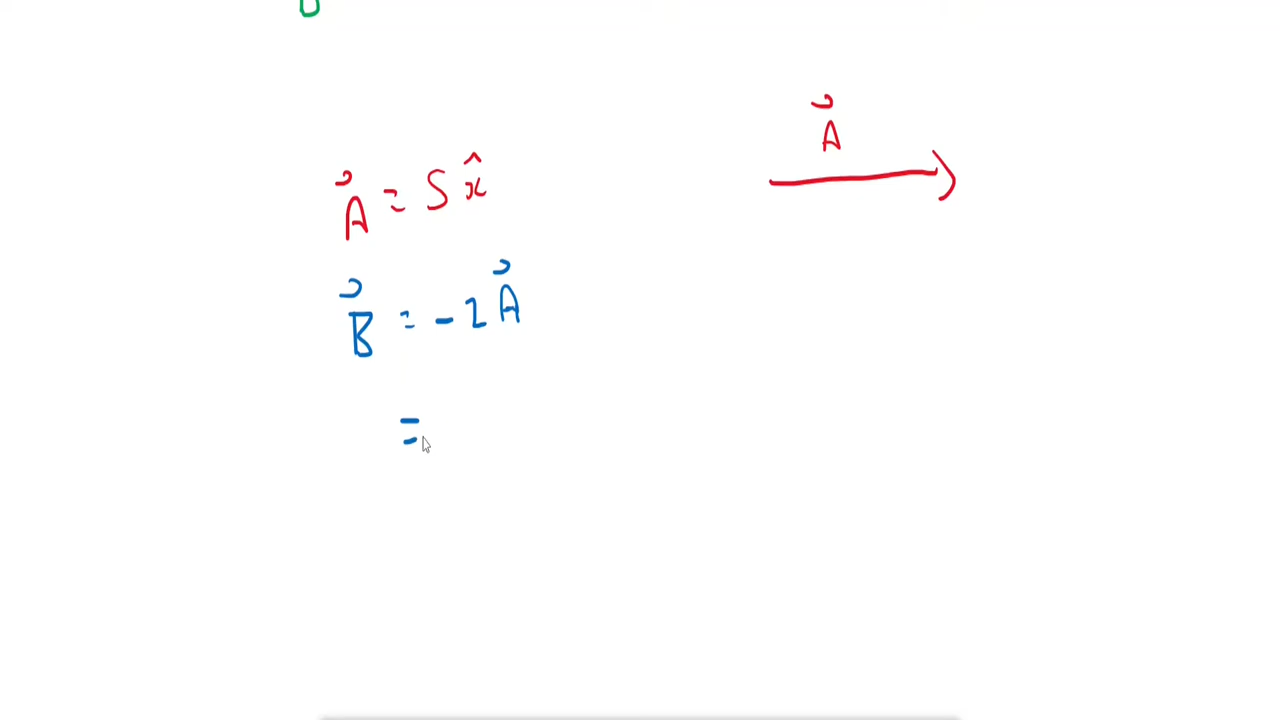 A⃗
A⃗ = 5 x̂
B⃗ = - 2 A⃗
=